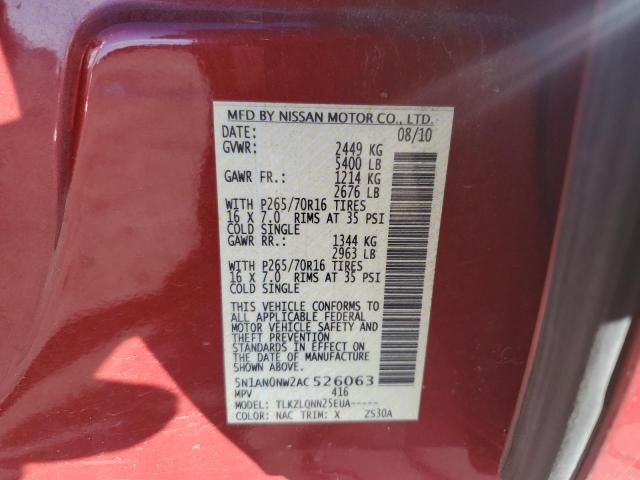 MFD BY NISSAN MOTOR CO., LTD.
DATE: 08/10
GVWR: 2449 KG
5400 LB
GAWR FR.: 1214 KG
2676 LB
WITH P265/70R16 TIRES
16 X 7.0 RIMS AT 35 PSI
COLD SINGLE
GAWR RR.: 1344 KG
2963 LB
WITH P265/70R16 TIRES
16 X 7.0 RIMS AT 35 PSI
COLD SINGLE
THIS VEHICLE CONFORMS TO
ALL APPLICABLE FEDERAL
MOTOR VEHICLE SAFETY AND
THEFT PREVENTION
STANDARDS IN EFFECT ON
THE DATE OF MANUFACTURE
SHOWN ABOVE.
5N1AN0NW2AC526063
MPV 416
MODEL: TLKZLQNN25EUA-----
COLOR: NAC TRIM: X ZS30A